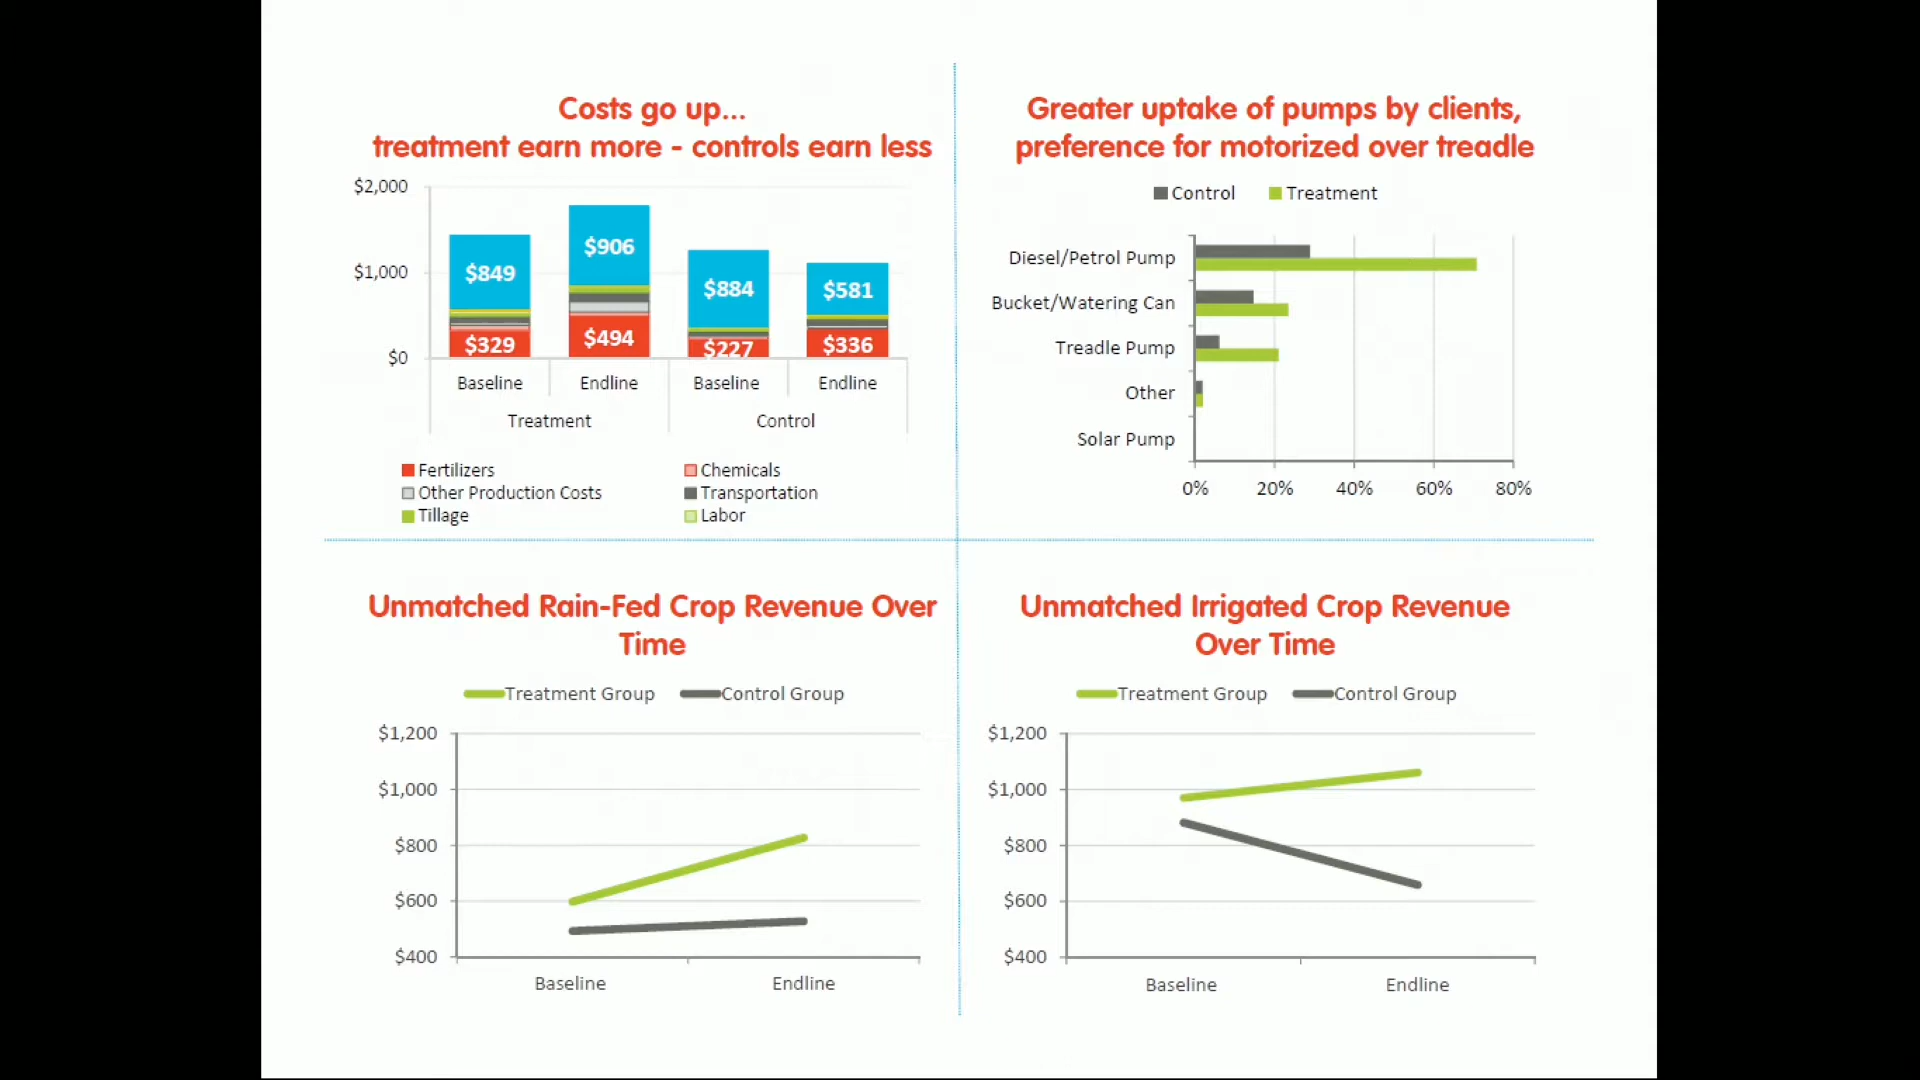 Costs go up...
treatment earn more - controls earn less
$2,000
$1,000
$0
$849
$906
$884
$581
$329
$494
$227
$336
Baseline
Endline
Baseline
Endline
Treatment
Control
Fertilizers
Chemicals
Other Production Costs
Transportation
Tillage
Labor
Greater uptake of pumps by clients,
preference for motorized over treadle
Control
Treatment
Diesel/Petrol Pump
Bucket/Watering Can
Treadle Pump
Other
Solar Pump
0%
20%
40%
60%
80%
Unmatched Rain-Fed Crop Revenue Over
Time
Treatment Group
Control Group
$1,200
$1,000
$800
$600
$400
Baseline
Endline
Unmatched Irrigated Crop Revenue
Over Time
Treatment Group
Control Group
$1,200
$1,000
$800
$600
$400
Baseline
Endline